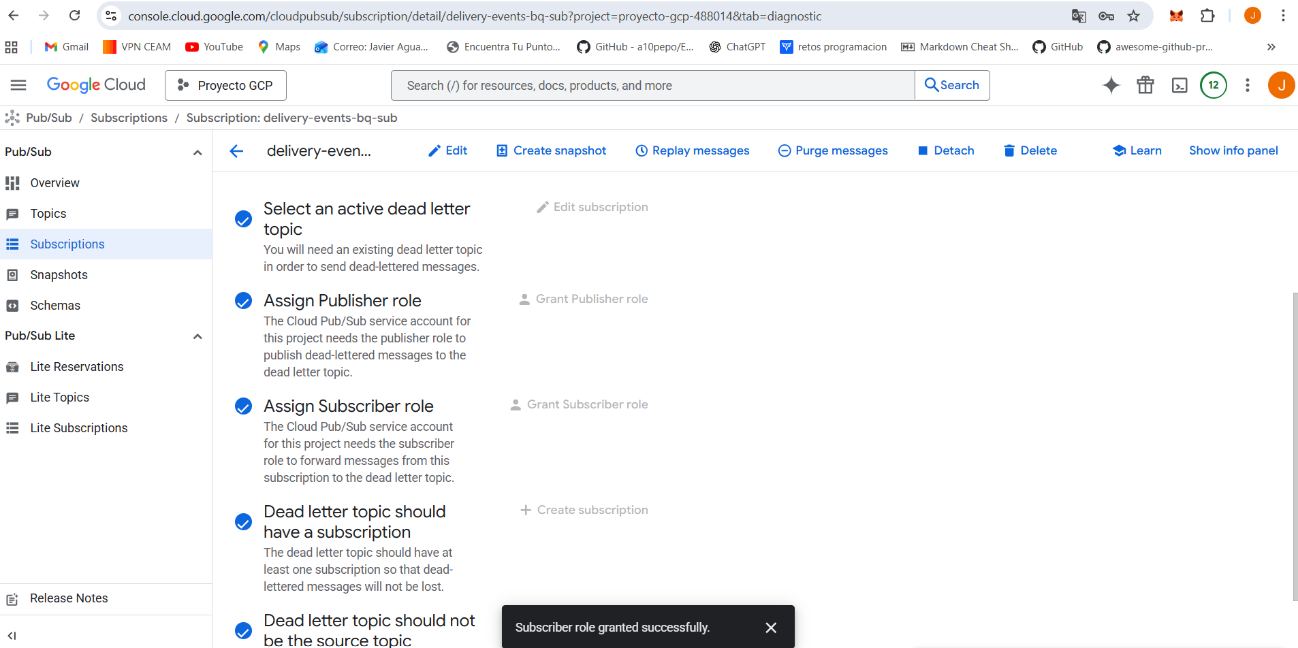 console.cloud.google.com/cloudpubsub/subscription/detail/delivery-events-bq-sub?project=proyecto-gcp-488014&tab=diagnostic
J
Gmail
VPN CEAM
YouTube
Maps
Correo: Javier Agua...
Encuentra Tu Punto...
GitHub - a10pepo/E...
ChatGPT
retos programacion
Markdown Cheat Sh...
GitHub
awesome-github-pr...
»
Google Cloud
Proyecto GCP
Search (/) for resources, docs, products, and more
Search
12
J
Pub/Sub / Subscriptions / Subscription: delivery-events-bq-sub
Pub/Sub
Overview
Topics
Subscriptions
Snapshots
Schemas
Pub/Sub Lite
Lite Reservations
Lite Topics
Lite Subscriptions
Release Notes
delivery-even...
Edit
Create snapshot
Replay messages
Purge messages
Detach
Delete
Learn
Show info panel
Select an active dead letter
topic
You will need an existing dead letter topic
in order to send dead-lettered messages.
Edit subscription
Assign Publisher role
The Cloud Pub/Sub service account for
this project needs the publisher role to
publish dead-lettered messages to the
dead letter topic.
Grant Publisher role
Assign Subscriber role
The Cloud Pub/Sub service account
for this project needs the subscriber
role to forward messages from this
subscription to the dead letter topic.
Grant Subscriber role
Dead letter topic should
have a subscription
The dead letter topic should have at
least one subscription so that dead-
lettered messages will not be lost.
Create subscription
Dead letter topic should not
be the source topic
Subscriber role granted successfully.